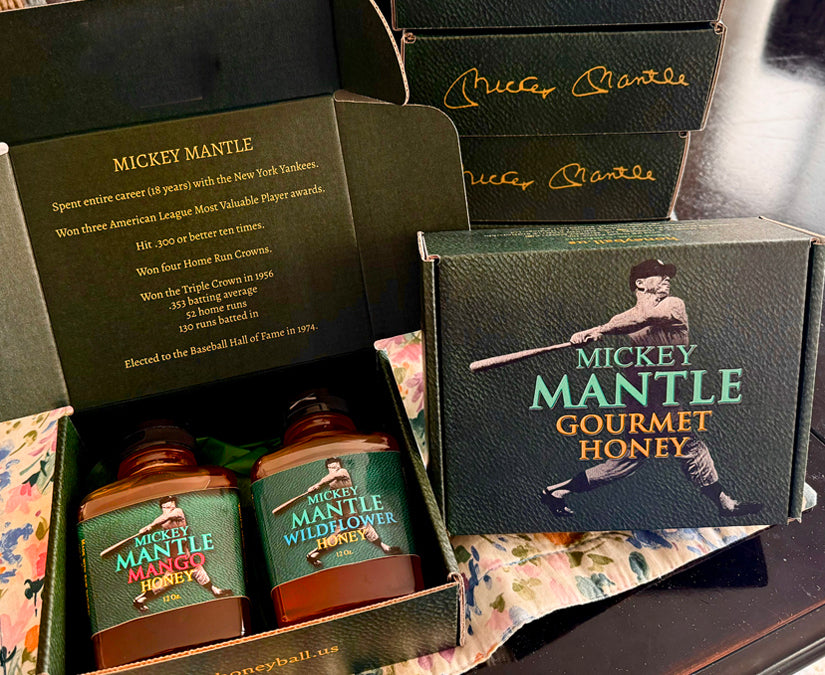 MICKEY MANTLE
Spent entire career (18 years) with the New York Yankees.
Won three American League Most Valuable Player awards.
Hit .300 or better ten times.
Won four Home Run Crowns.
Won the Triple Crown in 1956
.353 batting average
52 home runs
130 runs batted in
Elected to the Baseball Hall of Fame in 1974.
Mickey Mantle
Mickey Mantle
MICKEY
MANTLE
GOURMET
HONEY
MICKEY
MANTLE
MANGO
HONEY
12 Oz.
MICKEY
MANTLE
WILDFLOWER
HONEY
12 Oz.
honeyball.us